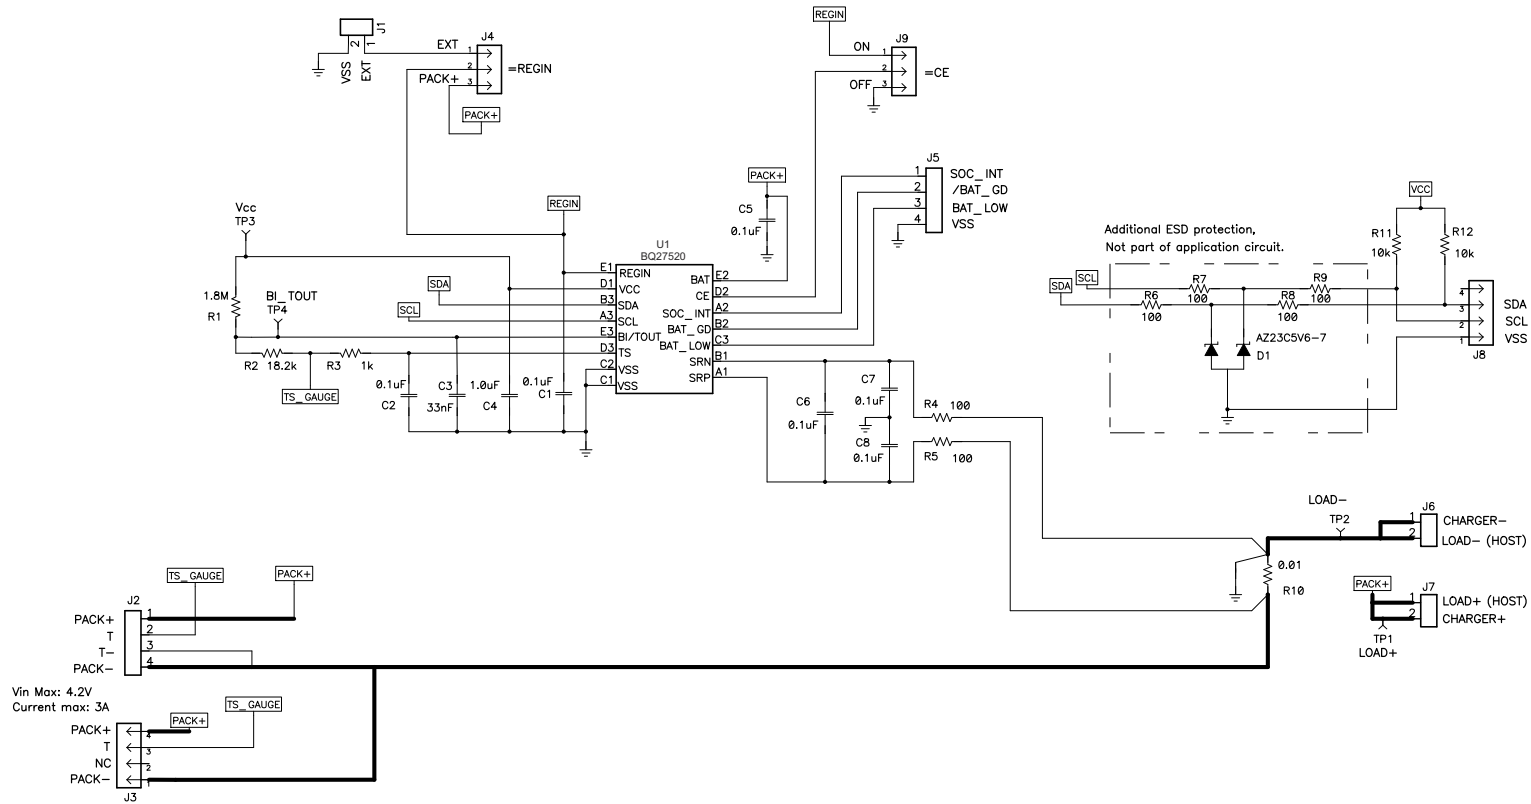 J1
2
1
VSS
EXT
EXT
J4
1
2
3
=REGIN
PACK+
PACK+
REGIN
ON
J9
1
2
3
=CE
OFF
J5
PACK+
C5
0.1uF
1
2
3
4
SOC_INT
/BAT_GD
BAT_LOW
VSS
REGIN
Vcc
TP3
1.8M
R1
BI_TOUT
TP4
SDA
SCL
U1
BQ27520
E1
D1
B3
A3
E3
D3
C2
C1
REGIN
VCC
SDA
SCL
BI/TOUT
TS
VSS
VSS
BAT
CE
SOC_INT
BAT_GD
BAT_LOW
SRN
SRP
E2
D2
A2
B2
C3
B1
A1
R2
18.2k
R3
1k
TS_GAUGE
0.1uF
C2
C3
33nF
1.0uF
C4
0.1uF
C1
C6
0.1uF
C7
0.1uF
C8
0.1uF
R4
100
R5
100
Additional ESD protection,
Not part of application circuit.
SDA
SCL
R7
100
R6
100
R9
100
R8
100
AZ23C5V6-7
D1
VCC
R11
10k
R12
10k
4
3
2
1
SDA
SCL
VSS
J8
LOAD-
TP2
J6
1
2
CHARGER-
LOAD- (HOST)
0.01
R10
PACK+
J7
1
2
LOAD+ (HOST)
CHARGER+
TP1
LOAD+
TS_GAUGE
PACK+
J2
PACK+
T
T-
PACK-
1
2
3
4
Vin Max: 4.2V
Current max: 3A
TS_GAUGE
PACK+
PACK+
T
NC
PACK-
4
3
2
1
J3